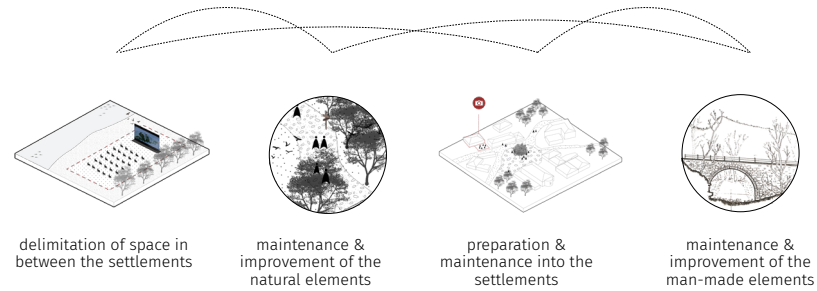 delimitation of space in
between the settlements
maintenance &
improvement of the
natural elements
preparation &
maintenance into the
settlements
maintenance &
improvement of the
man-made elements